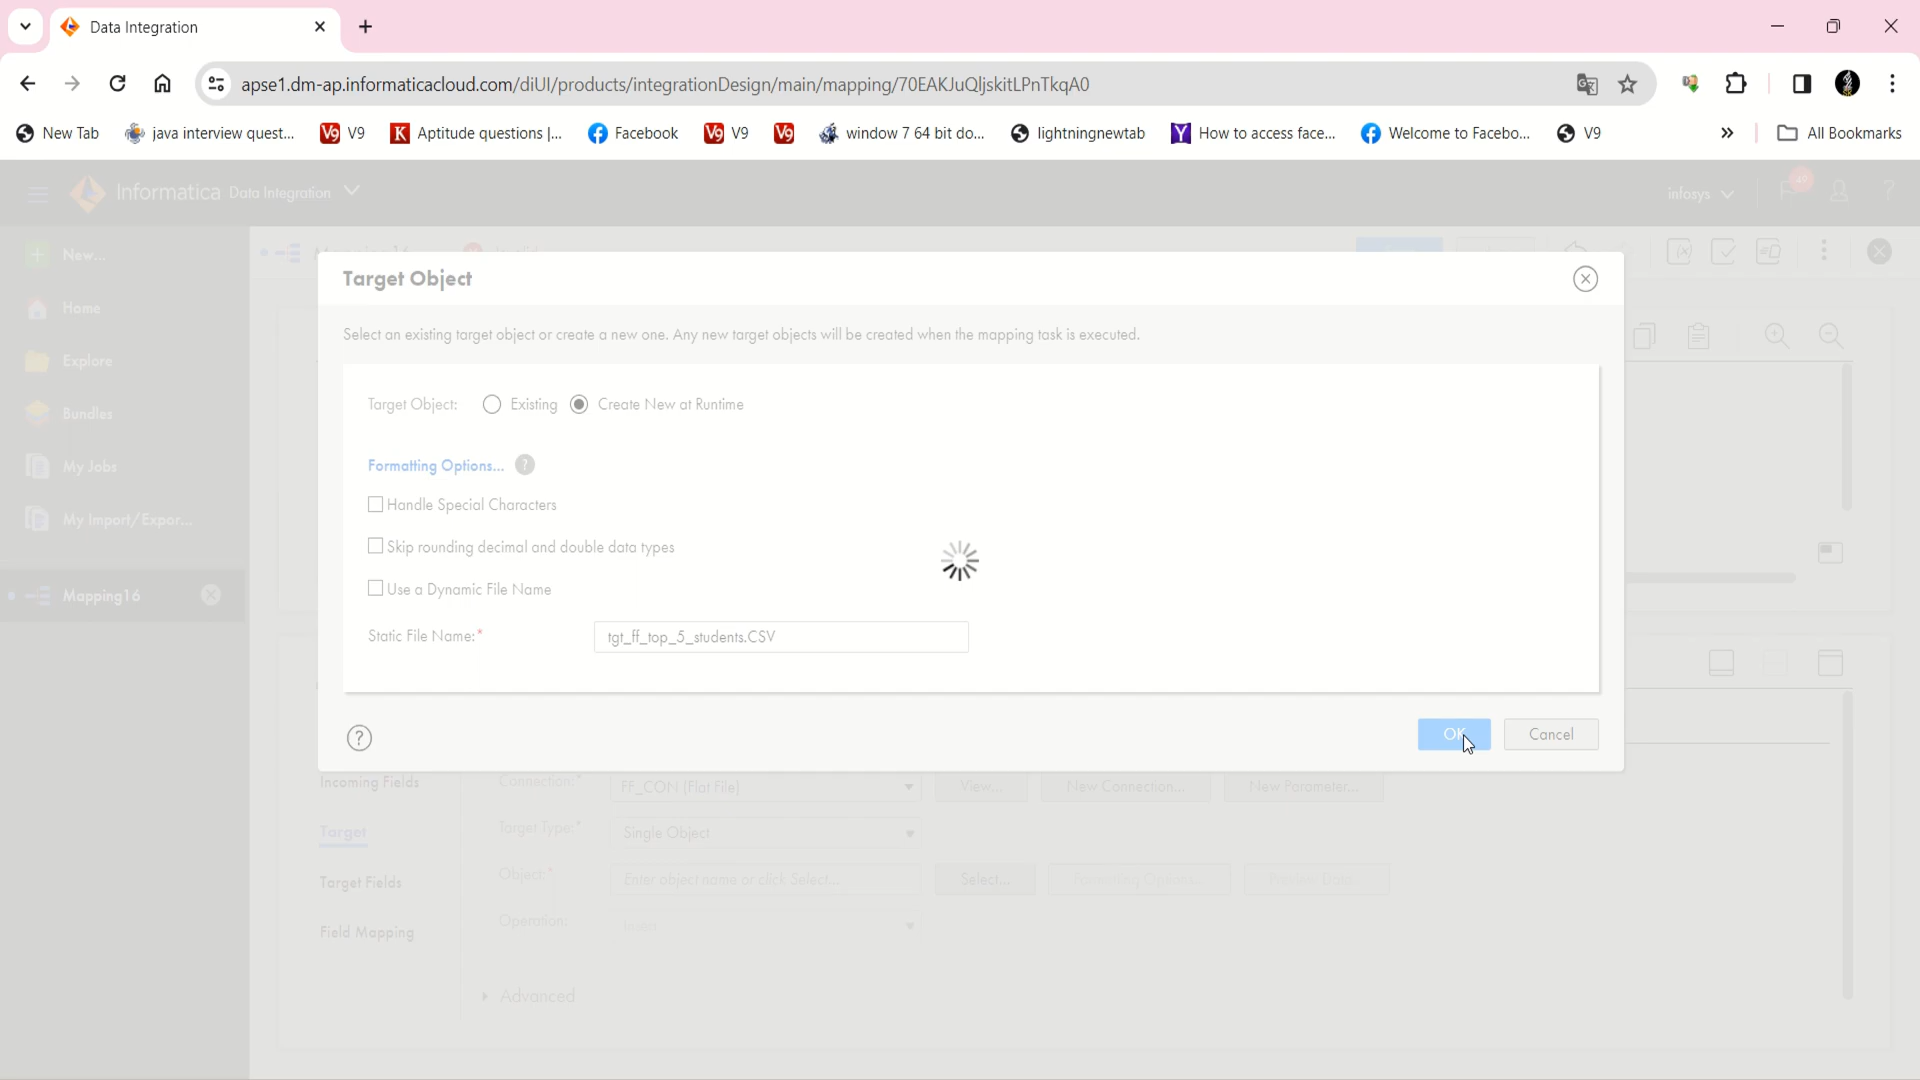 Data Integration
apse1.dm-ap.informaticacloud.com/diUI/products/integrationDesign/main/mapping/70EAKJuQljskitLPnTkqA0
New Tab java interview quest... V9 Aptitude questions |... Facebook V9 window 7 64 bit do... lightningnewtab How to access face... Welcome to Facebo... V9 » All Bookmarks
Informatica Data Integration infosys
New...
Home
Explore
Bundles
My Jobs
My Import/Expor...
Mapping16
Target Object
Select an existing target object or create a new one. Any new target objects will be created when the mapping task is executed.
Target Object: Existing Create New at Runtime
Formatting Options... ?
Handle Special Characters
Skip rounding decimal and double data types
Use a Dynamic File Name
Static File Name:* tgt_ff_top_5_students.CSV
? OK Cancel
Incoming Fields Connection:* FF_CON (Flat File) View... New Connection... New Parameter...
Target Target Type:* Single Object
Target Fields Object:* Enter object name or click Select... Select... Formatting Options... Preview Data...
Field Mapping Operation: Insert
Advanced